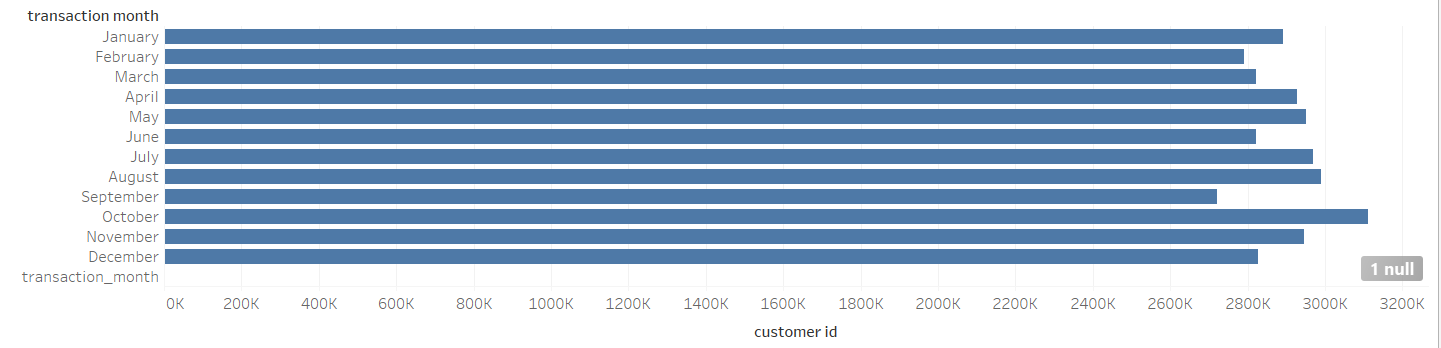 transaction month
January
February
March
April
May
June
July
August
September
October
November
December
transaction_month
1 null
0K 200K 400K 600K 800K 1000K 1200K 1400K 1600K 1800K 2000K 2200K 2400K 2600K 2800K 3000K 3200K
customer id